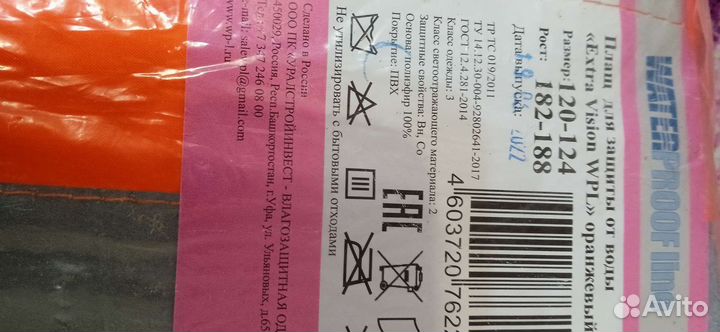 WATERPROOF line
Плащ для защиты от воды
«Extra Vision WPL» оранжевый
Размер: 120-124
Рост: 182-188
Дата выпуска: 2022
ТР ТС 019/2011
ТУ 14.12.30-004-92802641-2017
ГОСТ 12.4.281-2014
Класс одежды: 3
Класс световозвращающего материала: 2
Защитные свойства: Вн, Со
Основа: полиэфир 100%
Покрытие: ПВХ
4 603720 762
EAC
Не утилизировать с бытовыми отходами
Сделано в России
ООО ПК «УРАЛСТРОЙИНВЕСТ - ВЛАГОЗАЩИТНАЯ ОД
450029,Россия, Респ.Башкортостан, г.Уфа, ул. Ульяновых, д.65
тел.: +7 347 246 08 00
e-mail: salewpl@gmail.com
www.wp-l.ru
Avito